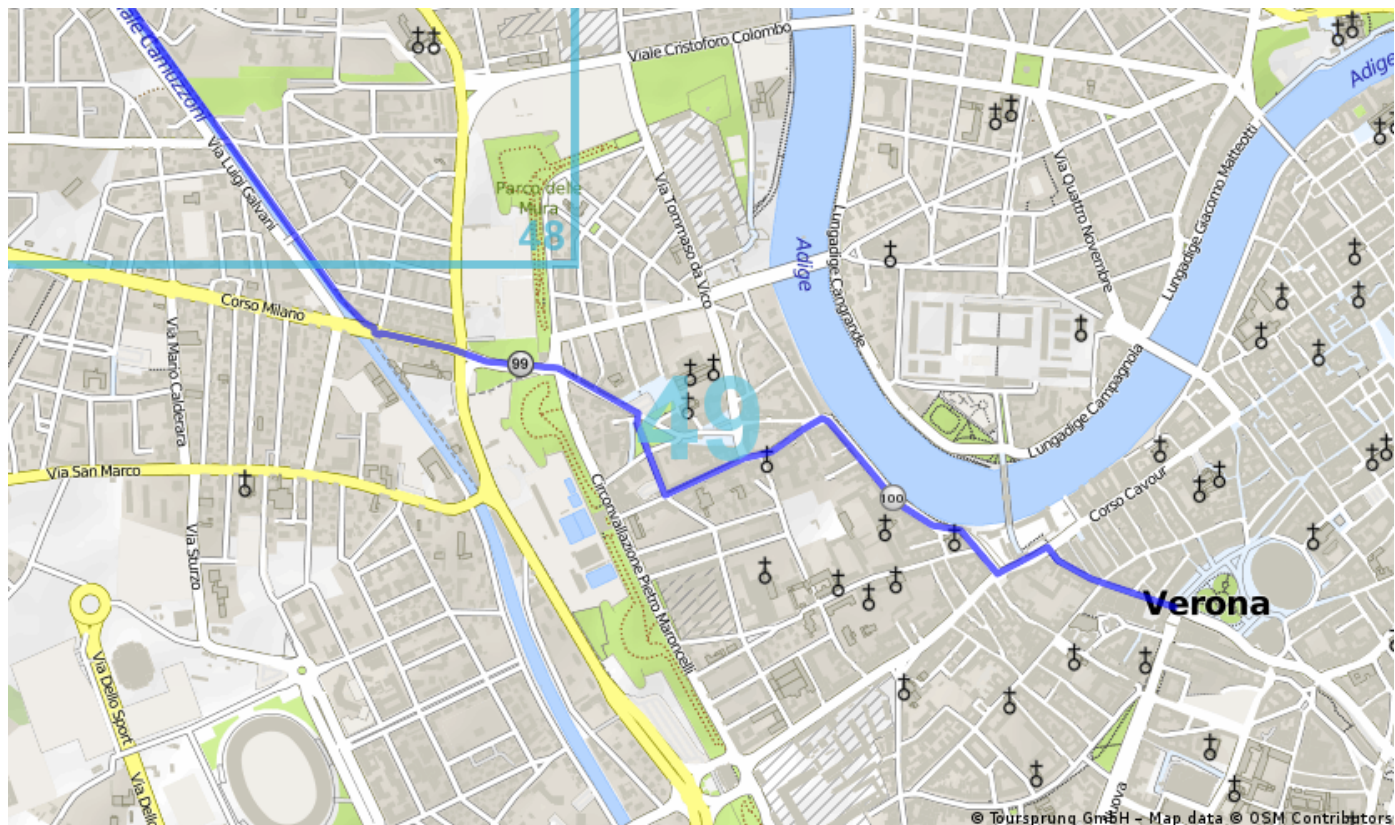 Viale Cristoforo Colombo
Adige
Via Luigi Galvani
Parco delle
Mura
48
Via Tommaso da Vico
Adige
Lungadige Cangrande
Via Quattro Novembre
Lungadige Giacomo Matteotti
Corso Milano
Via Mario Calderara
99
49
Lungadige Campagnola
Via San Marco
Circonvallazione Pietro Maroncelli
100
Corso Cavour
Via Sturzo
Verona
Via Dello Sport
© Toursprung GmbH – Map data © OSM Contributors